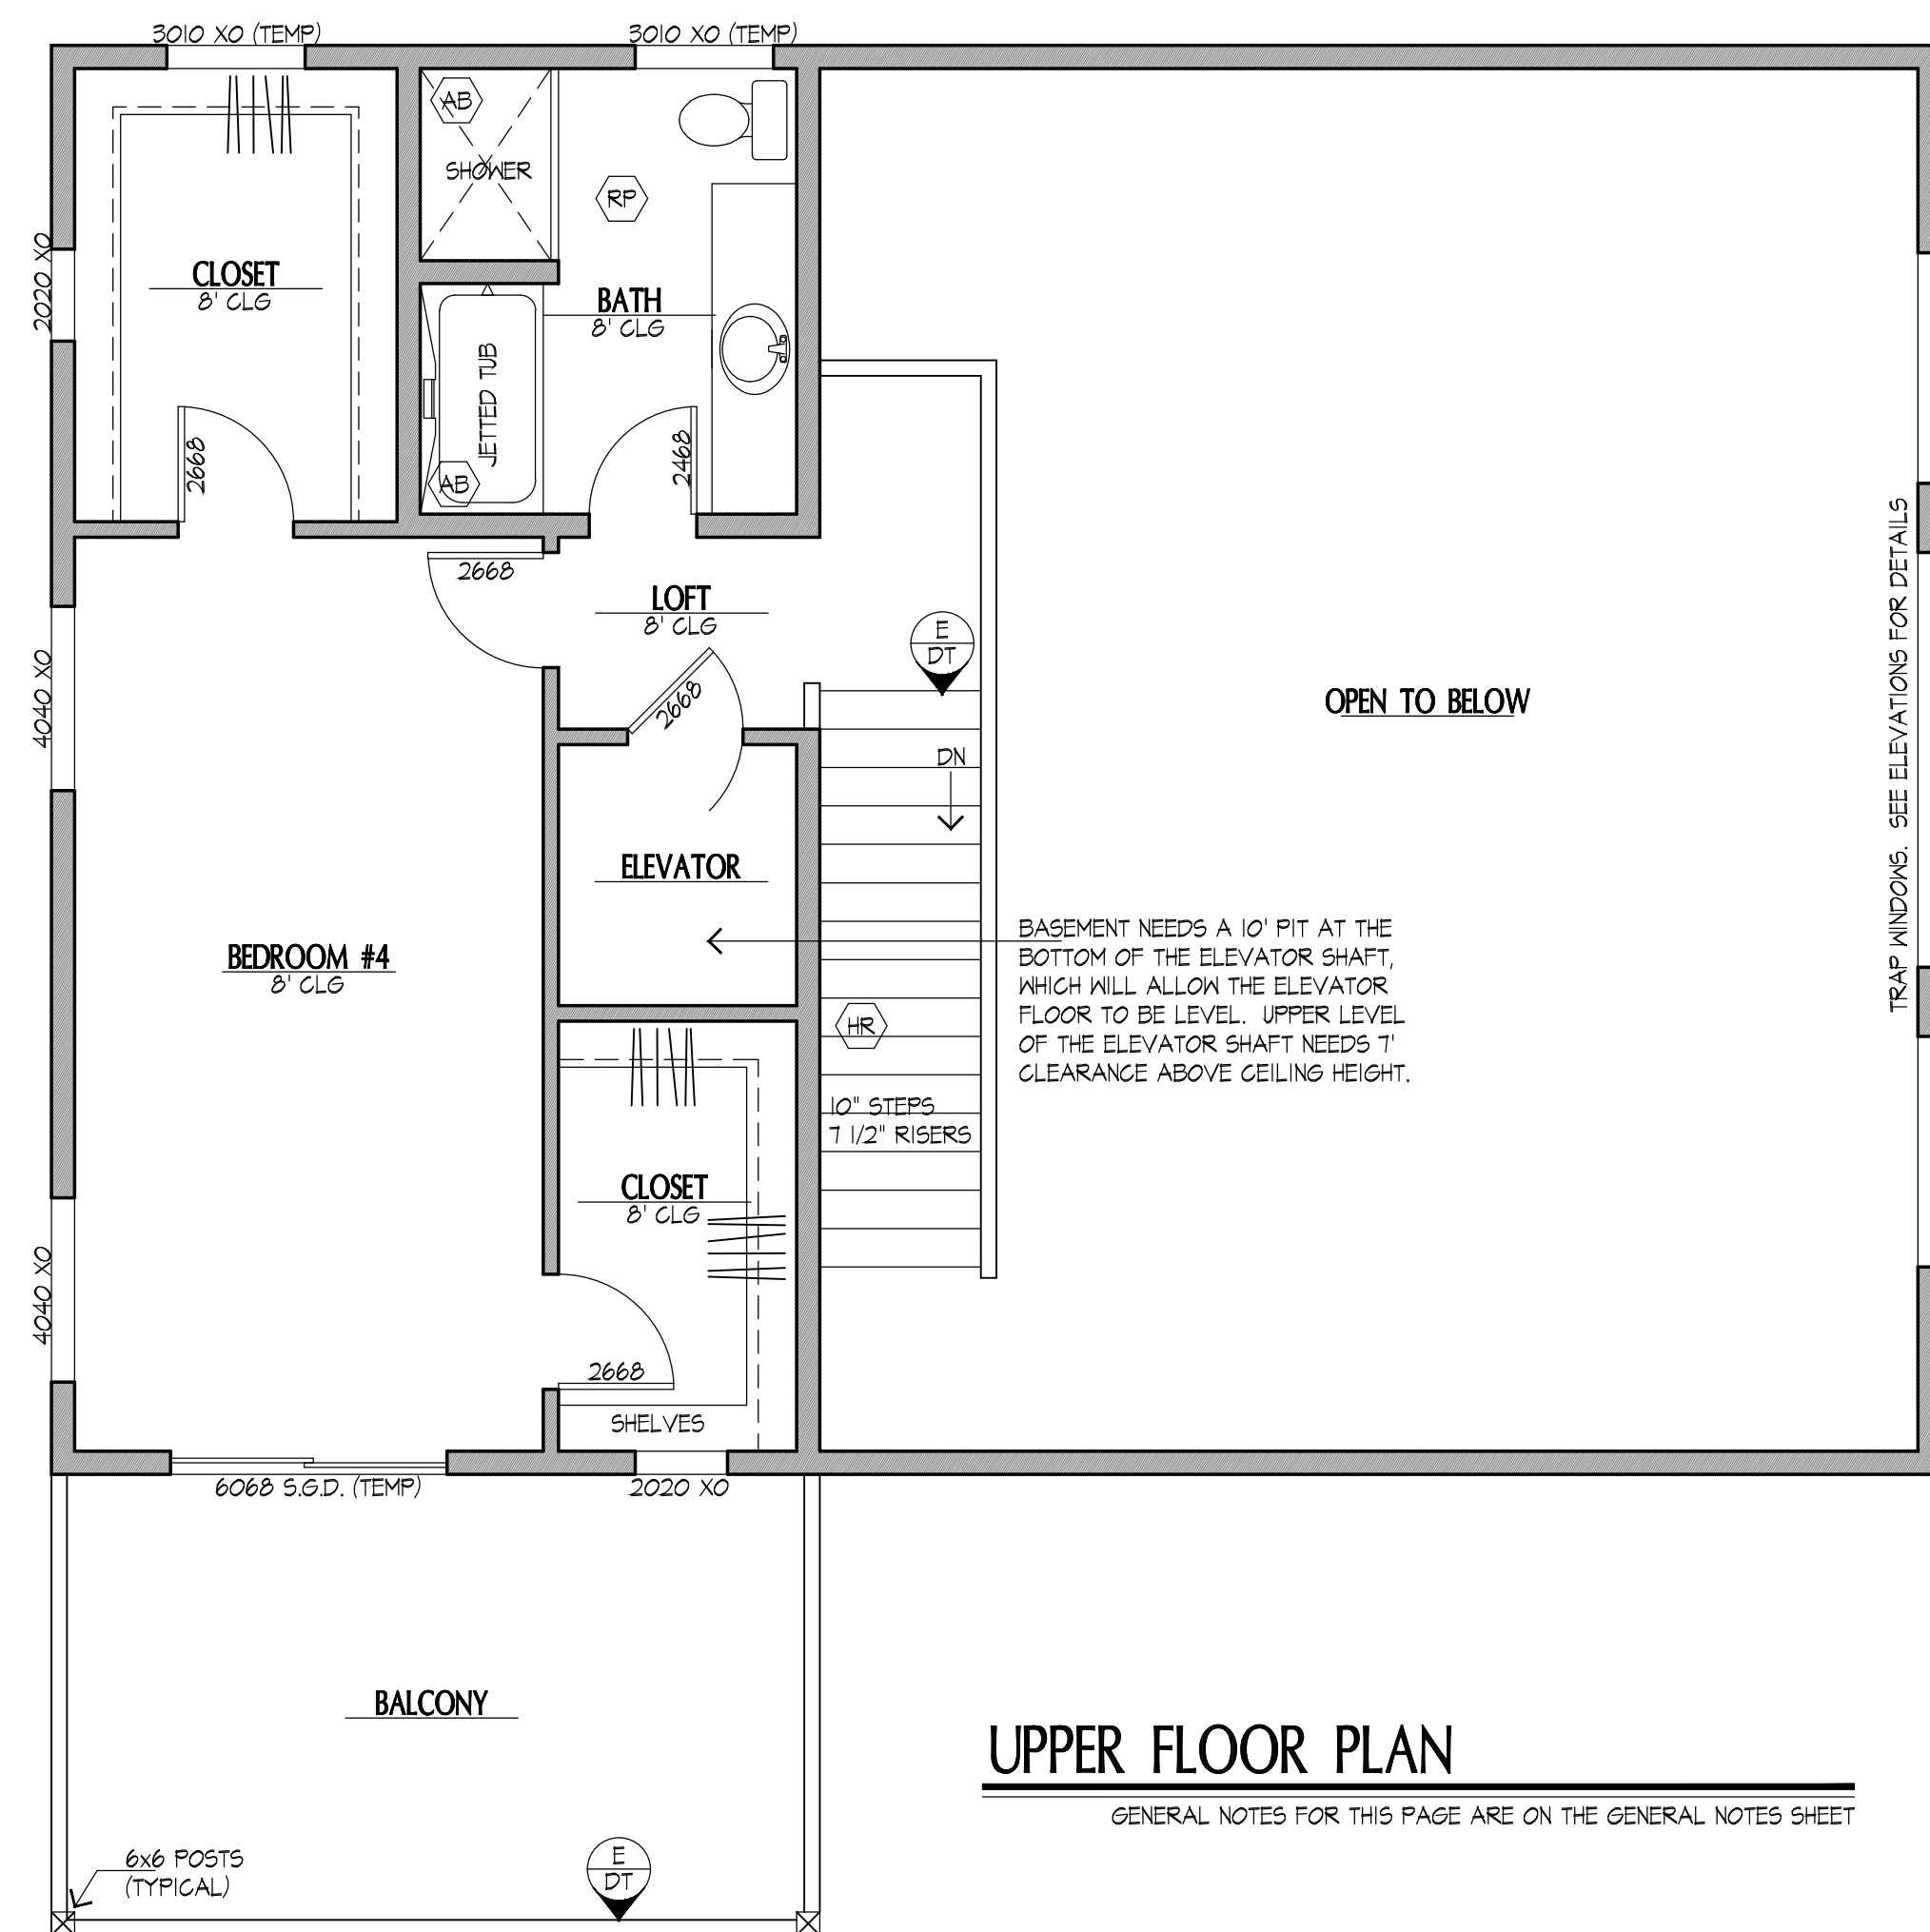 3010 XO (TEMP)
3010 XO (TEMP)
AB
SHOWER
RP
2020 XO
CLOSET
8' CLG
BATH
8' CLG
JETTED TUB
2668
2468
AB
2668
LOFT
8' CLG
E
DT
4040 XO
2668
OPEN TO BELOW
TRAP WINDOWS. SEE ELEVATIONS FOR DETAILS
DN
ELEVATOR
BEDROOM #4
8' CLG
BASEMENT NEEDS A 10' PIT AT THE
BOTTOM OF THE ELEVATOR SHAFT,
WHICH WILL ALLOW THE ELEVATOR
FLOOR TO BE LEVEL. UPPER LEVEL
OF THE ELEVATOR SHAFT NEEDS 7'
CLEARANCE ABOVE CEILING HEIGHT.
HR
10" STEPS
7 1/2" RISERS
CLOSET
8' CLG
4040 XO
2668
SHELVES
6068 S.G.D. (TEMP)
2020 XO
BALCONY
UPPER FLOOR PLAN
GENERAL NOTES FOR THIS PAGE ARE ON THE GENERAL NOTES SHEET
6x6 POSTS
(TYPICAL)
E
DT